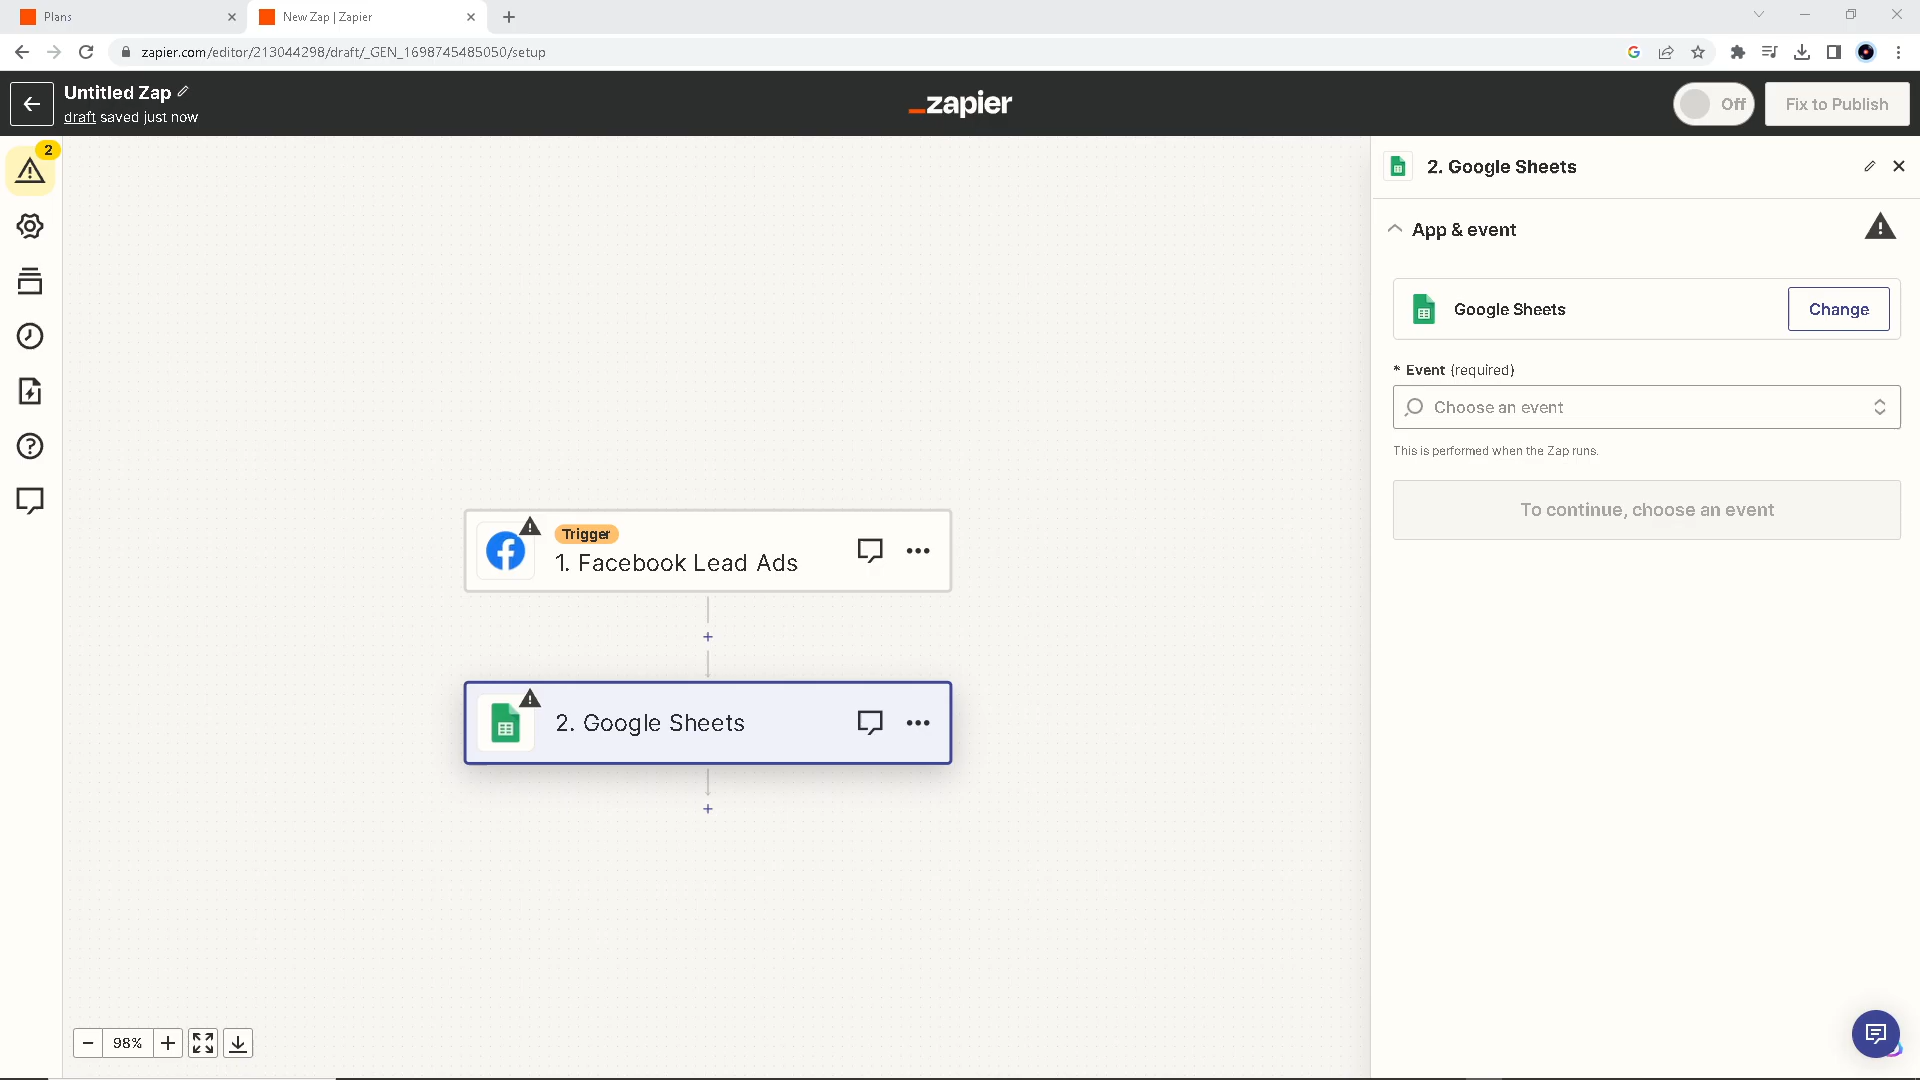 Plans
New Zap | Zapier
zapier.com/editor/213044298/draft/_GEN_1698745485050/setup
Untitled Zap
draft saved just now
_zapier
Off
Fix to Publish
2
2. Google Sheets
App & event
Google Sheets
Change
* Event (required)
Choose an event
This is performed when the Zap runs.
To continue, choose an event
Trigger
1. Facebook Lead Ads
2. Google Sheets
98%